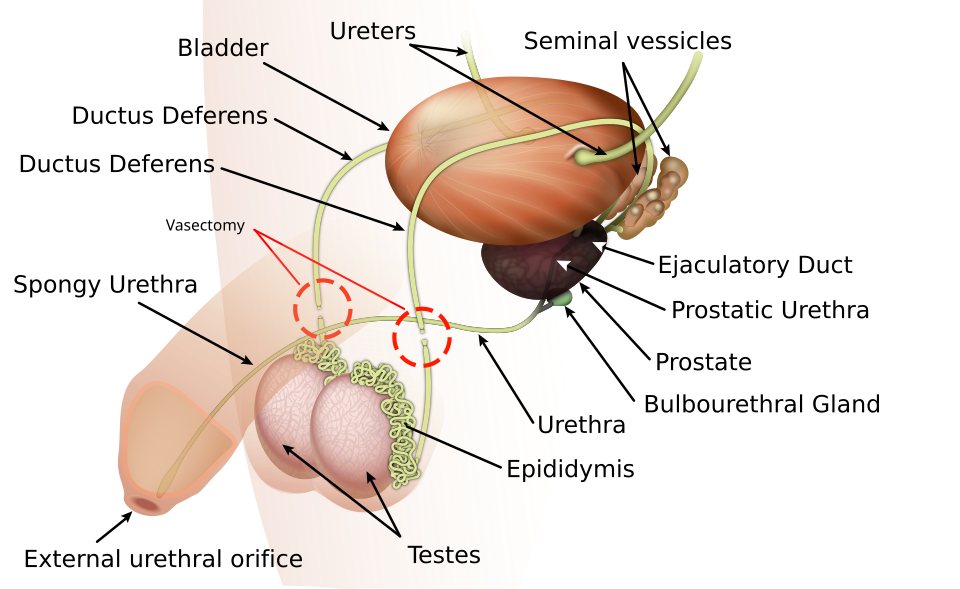 Ureters
Bladder
Seminal vessicles
Ductus Deferens
Ductus Deferens
Vasectomy
Spongy Urethra
Ejaculatory Duct
Prostatic Urethra
Prostate
Bulbourethral Gland
Urethra
Epididymis
Testes
External urethral orifice